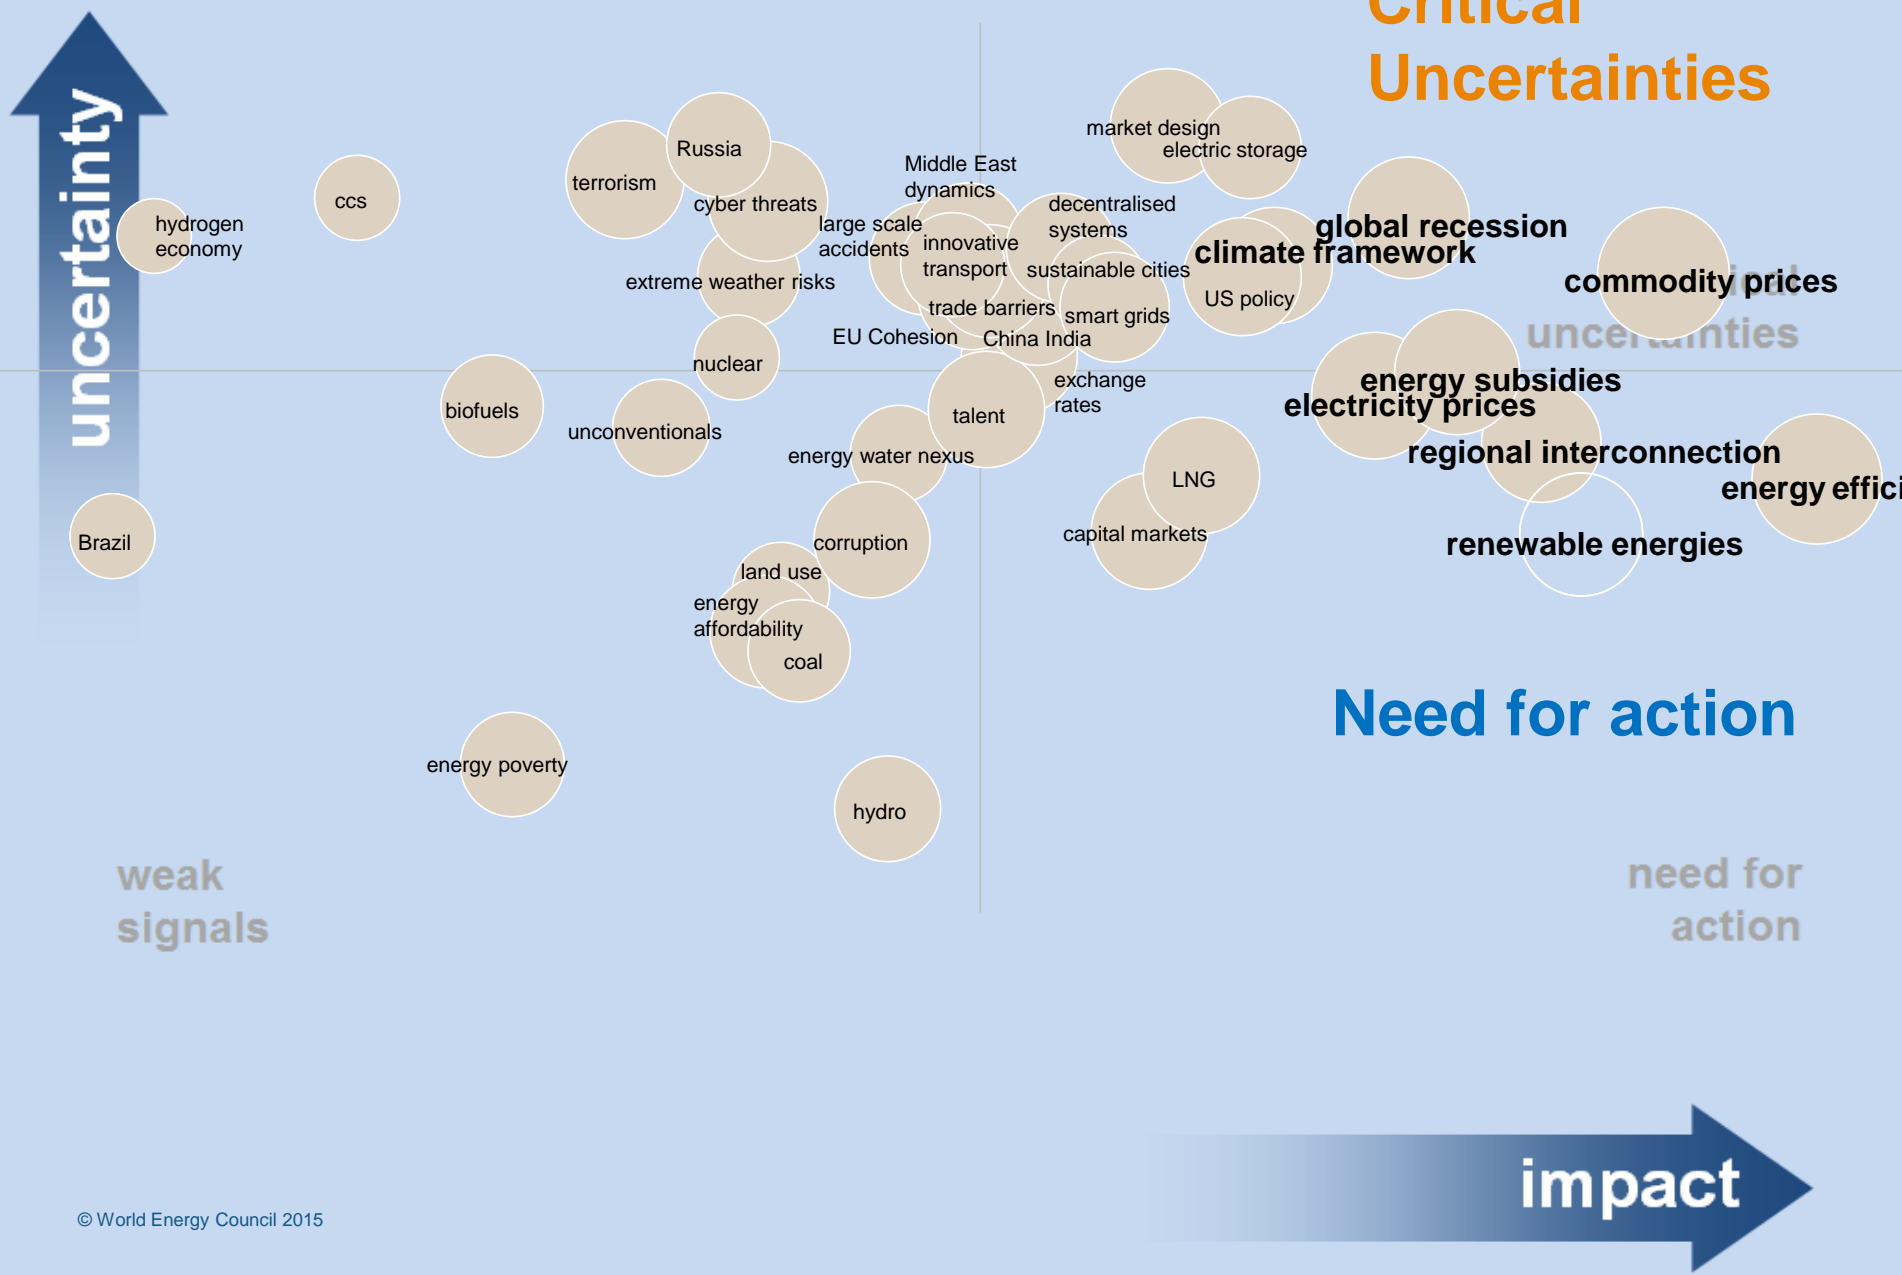 Critical
Uncertainties
uncertainty
market design
electric storage
Russia
Middle East
dynamics
terrorism
ccs
cyber threats
decentralised
systems
hydrogen
economy
large scale
accidents
innovative
transport
global recession
climate framework
sustainable cities
extreme weather risks
commodity prices
US policy
trade barriers
smart grids
uncertainties
EU Cohesion
China India
nuclear
exchange
rates
energy subsidies
electricity prices
biofuels
talent
unconventionals
energy water nexus
regional interconnection
LNG
energy effici
Brazil
corruption
capital markets
renewable energies
land use
energy
affordability
coal
Need for action
energy poverty
hydro
weak
signals
need for
action
impact
© World Energy Council 2015